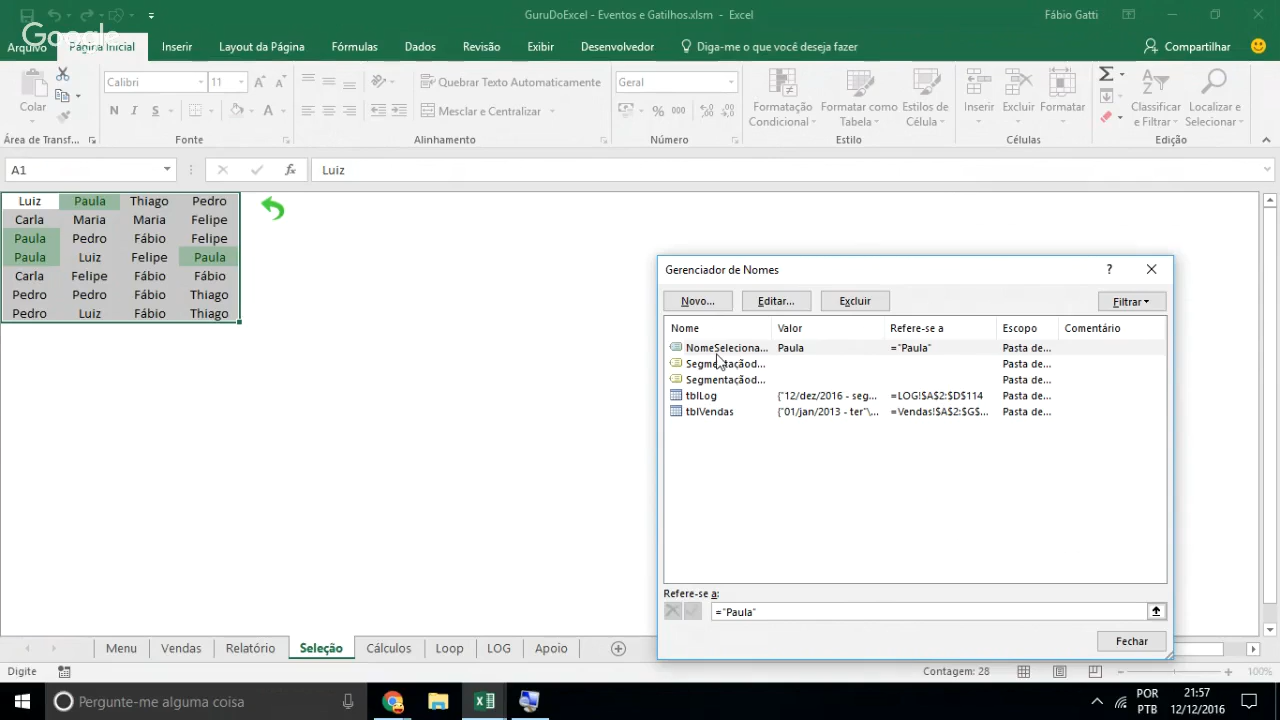 GuruDoExcel - Eventos e Gatilhos.xlsm - Excel
Fábio Gatti
Google
Arquivo Página Inicial Inserir Layout da Página Fórmulas Dados Revisão Exibir Desenvolvedor Diga-me o que você deseja fazer Compartilhar
Colar
Calibri 11
Quebrar Texto Automaticamente
Geral
N I S
Mesclar e Centralizar
% 000
Formatação Condicional
Formatar como Tabela
Estilos de Célula
Inserir Excluir Formatar
Classificar e Filtrar
Localizar e Selecionar
Área de Transf... Fonte Alinhamento Número Estilo Células Edição
A1 fx Luiz
Luiz Paula Thiago Pedro
Carla Maria Maria Felipe
Paula Pedro Fábio Felipe
Paula Luiz Felipe Paula
Carla Felipe Fábio Fábio
Pedro Pedro Fábio Thiago
Pedro Luiz Fábio Thiago
Gerenciador de Nomes ?
Novo... Editar... Excluir Filtrar
Nome Valor Refere-se a Escopo Comentário
NomeSeleciona... Paula ="Paula" Pasta de...
Segmentaçãod... Pasta de...
Segmentaçãod... Pasta de...
tblLog {"12/dez/2016 - seg... =LOG!$A$2:$D$114 Pasta de...
tblVendas {"01/jan/2013 - ter"\... =Vendas!$A$2:$G$... Pasta de...
Refere-se a:
="Paula"
Fechar
Menu Vendas Relatório Seleção Cálculos Loop LOG Apoio
Digite Contagem: 28 100%
Pergunte-me alguma coisa
POR
PTB
21:57
12/12/2016